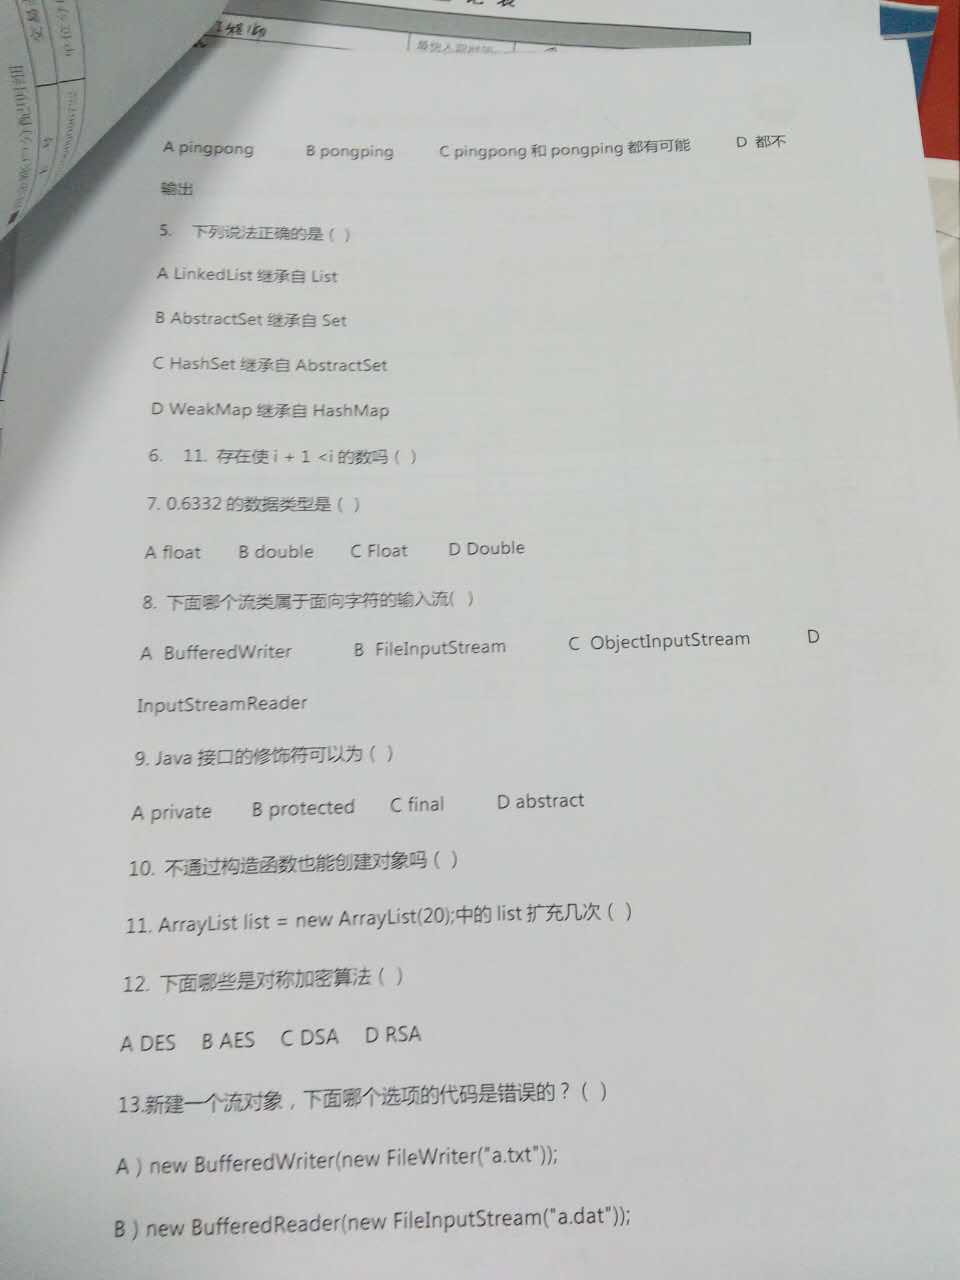 A pingpong B pongping C pingpong 和 pongping 都有可能 D 都不
输出
5. 下列说法正确的是（ ）
A LinkedList 继承自 List
B AbstractSet 继承自 Set
C HashSet 继承自 AbstractSet
D WeakMap 继承自 HashMap
6. 11. 存在使 i + 1 <i 的数吗（ ）
7. 0.6332 的数据类型是（ ）
A float B double C Float D Double
8. 下面哪个流类属于面向字符的输入流( )
A BufferedWriter B FileInputStream C ObjectInputStream D
InputStreamReader
9. Java 接口的修饰符可以为（ ）
A private B protected C final D abstract
10. 不通过构造函数也能创建对象吗（ ）
11. ArrayList list = new ArrayList(20);中的 list 扩充几次（ ）
12. 下面哪些是对称加密算法（ ）
A DES B AES C DSA D RSA
13.新建一个流对象，下面哪个选项的代码是错误的？（ ）
A ) new BufferedWriter(new FileWriter("a.txt"));
B ) new BufferedReader(new FileInputStream("a.dat"));